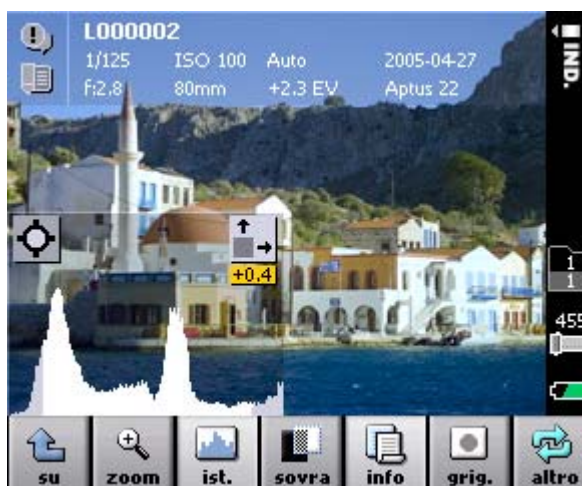 L000002
1/125 ISO 100 Auto 2005-04-27
f:2.8 80mm +2.3 EV Aptus 22
IND.
+0,4
1
1
455
su zoom ist. sovra info grig. altro